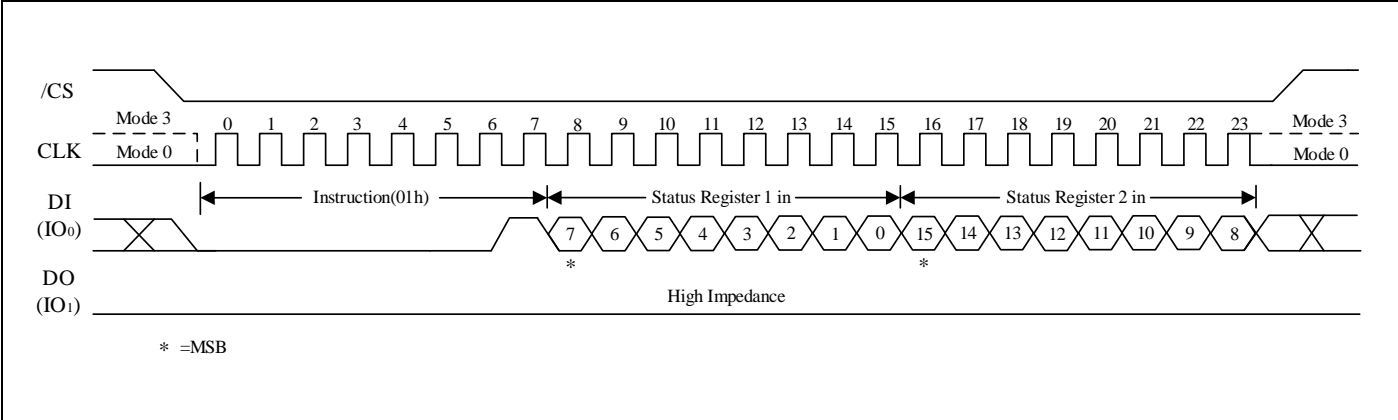 /CS
Mode 3
CLK
Mode 0
0 1 2 3 4 5 6 7 8 9 10 11 12 13 14 15 16 17 18 19 20 21 22 23
Mode 3
Mode 0
DI
(IO₀)
Instruction(01h)
Status Register 1 in
Status Register 2 in
7 6 5 4 3 2 1 0 15 14 13 12 11 10 9 8
* *
DO
(IO₁)
High Impedance
* =MSB